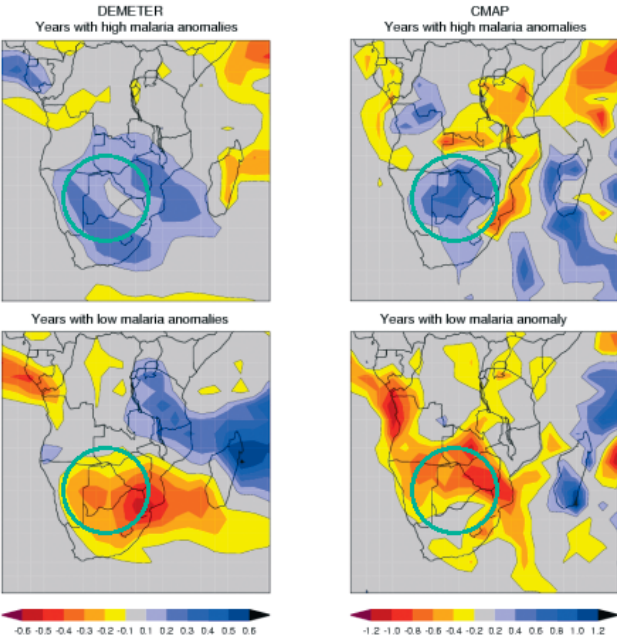 DEMETER
Years with high malaria anomalies
CMAP
Years with high malaria anomalies
Years with low malaria anomalies
Years with low malaria anomaly
-0.6 -0.5 -0.4 -0.3 -0.2 -0.1 0.1 0.2 0.3 0.4 0.5 0.6
-1.2 -1.0 -0.8 -0.6 -0.4 -0.2 0.2 0.4 0.6 0.8 1.0 1.2